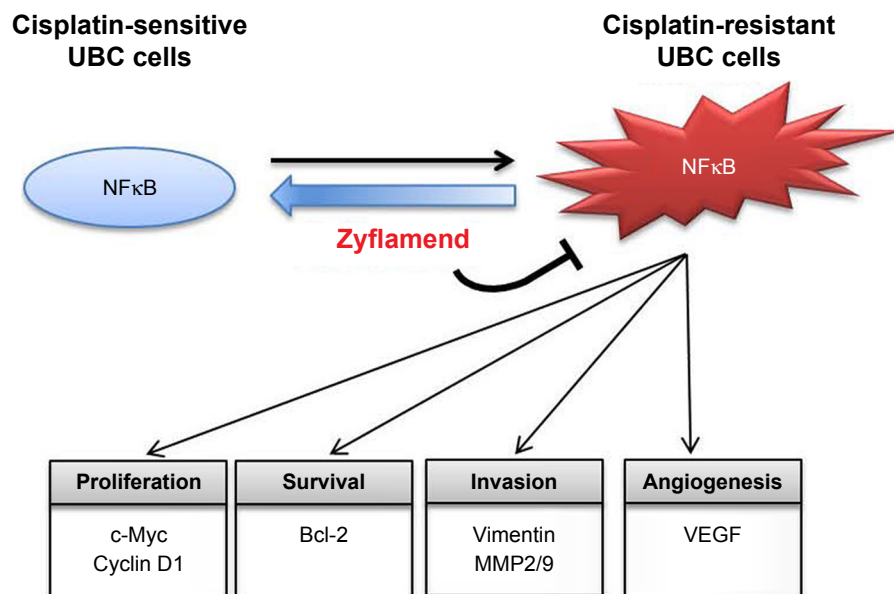 Cisplatin-sensitive
UBC cells
Cisplatin-resistant
UBC cells
NFκB
NFκB
Zyflamend
Proliferation
c-Myc
Cyclin D1
Survival
Bcl-2
Invasion
Vimentin
MMP2/9
Angiogenesis
VEGF